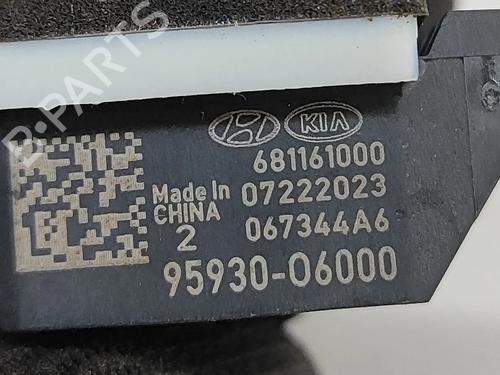 B-PARTS
KIA
681161000
Made in 07222023
CHINA
2 067344A6
95930-06000